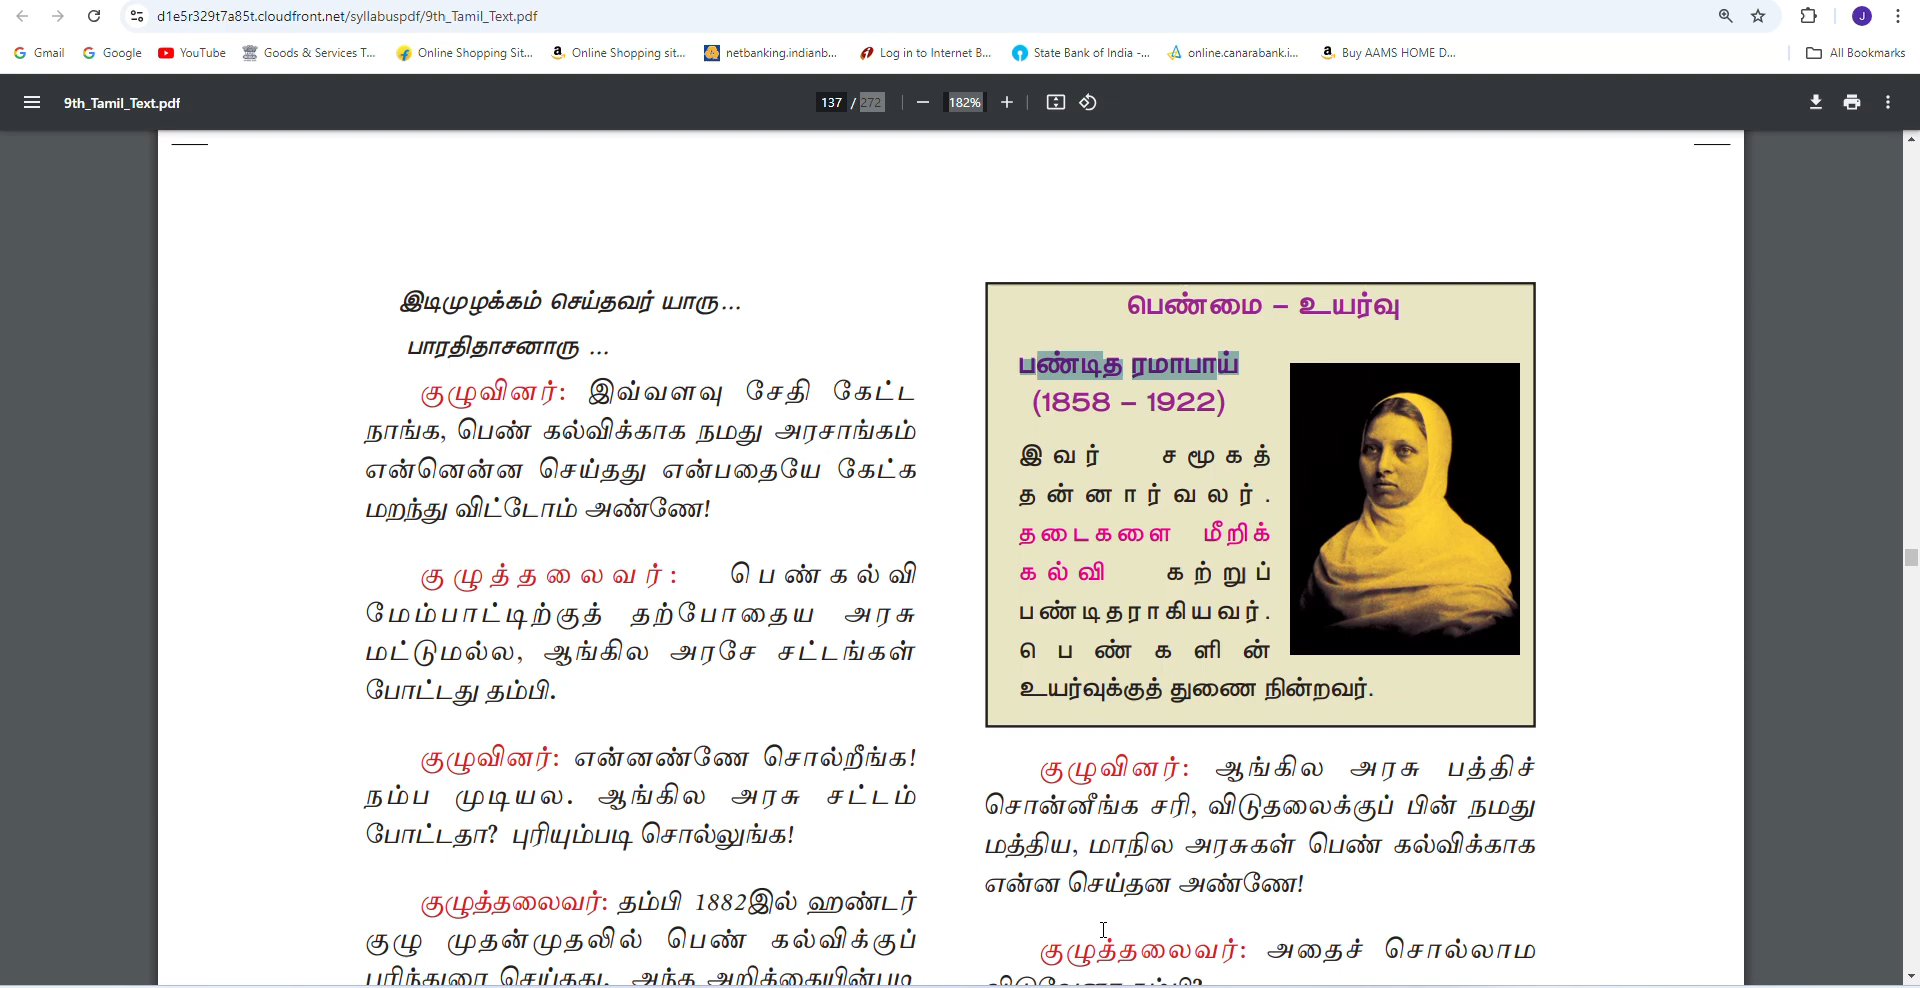 d1e5r329t7a85t.cloudfront.net/syllabuspdf/9th_Tamil_Text.pdf
J
Gmail
Google
YouTube
Goods & Services T...
Online Shopping Sit...
Online Shopping sit...
netbanking.indianb...
Log in to Internet B...
State Bank of India -...
online.canarabank.i...
Buy AAMS HOME D...
All Bookmarks
9th_Tamil_Text.pdf
137 / 272
182%
இடிமுழக்கம் செய்தவர் யாரு...
பாரதிதாசனாரு ...
குழுவினர்: இவ்வளவு சேதி கேட்ட
நாங்க, பெண் கல்விக்காக நமது அரசாங்கம்
என்னென்ன செய்தது என்பதையே கேட்க
மறந்து விட்டோம் அண்ணே!
குழுத்தலைவர்: பெண்கல்வி
மேம்பாட்டிற்குத் தற்போதைய அரசு
மட்டுமல்ல, ஆங்கில அரசே சட்டங்கள்
போட்டது தம்பி.
குழுவினர்: என்னண்ணே சொல்றீங்க!
நம்ப முடியல. ஆங்கில அரசு சட்டம்
போட்டதா? புரியும்படி சொல்லுங்க!
குழுத்தலைவர்: தம்பி 1882இல் ஹண்டர்
குழு முதன்முதலில் பெண் கல்விக்குப்
பரிந்துரை செய்தது. அந்த அறிக்கையின்படி
பெண்மை – உயர்வு
பண்டித ரமாபாய்
(1858 – 1922)
இவர் சமூகத்
தன்னார்வலர்.
தடைகளை மீறிக்
கல்வி கற்றுப்
பண்டிதராகியவர்.
பெண்களின்
உயர்வுக்குத் துணை நின்றவர்.
குழுவினர்: ஆங்கில அரசு பத்திச்
சொன்னீங்க சரி, விடுதலைக்குப் பின் நமது
மத்திய, மாநில அரசுகள் பெண் கல்விக்காக
என்ன செய்தன அண்ணே!
குழுத்தலைவர்: அதைச் சொல்லாம